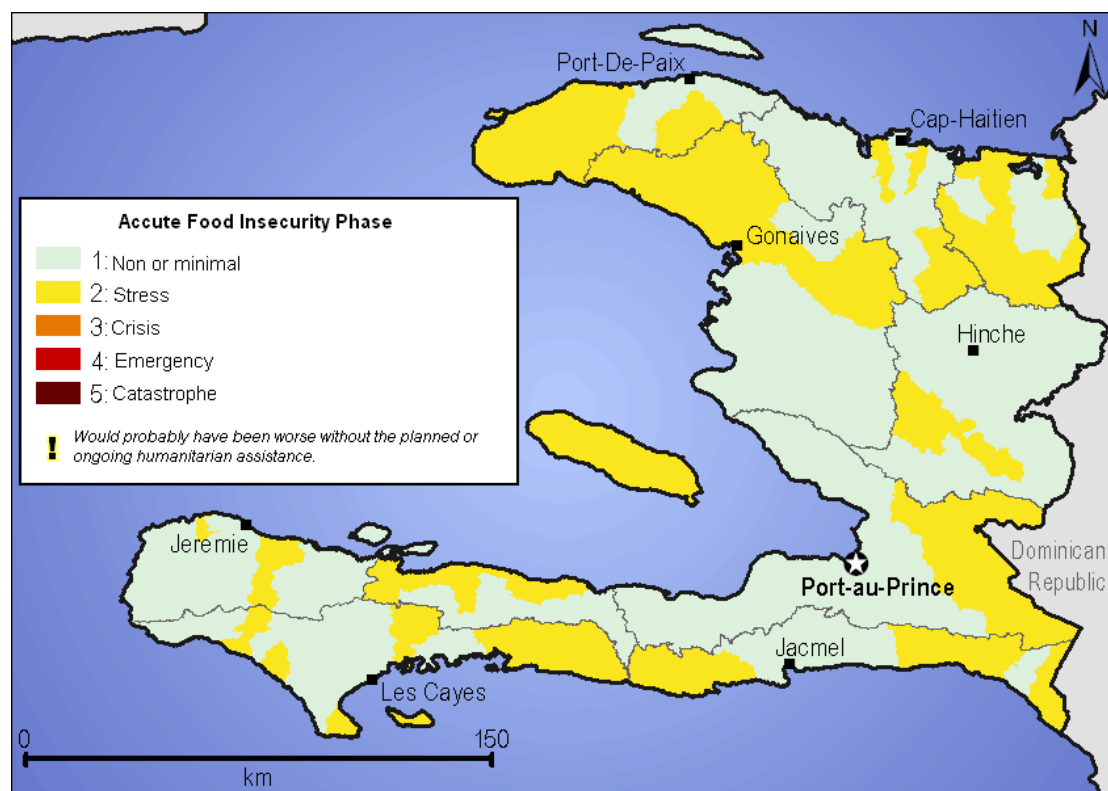 N
Port-De-Paix
Cap-Haitien
Accute Food Insecurity Phase
1: Non or minimal
2: Stress
3: Crisis
4: Emergency
5: Catastrophe
! Would probably have been worse without the planned or
ongoing humanitarian assistance.
Gonaives
Hinche
Jeremie
Port-au-Prince
Dominican
Republic
Jacmel
Les Cayes
0 150
km